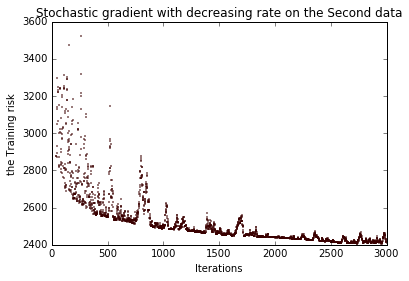 Stochastic gradient with decreasing rate on the Second data
3600
3400
3200
3000
2800
2600
2400
the Training risk
0 500 1000 1500 2000 2500 3000
Iterations